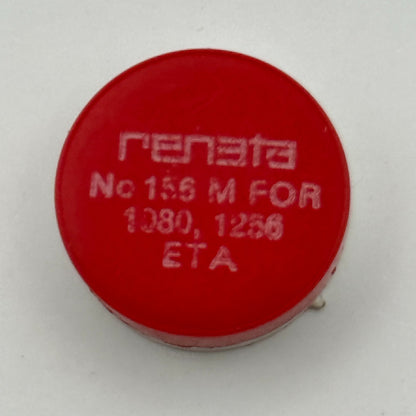 renata
No 156 M FOR
1080, 1256
ETA